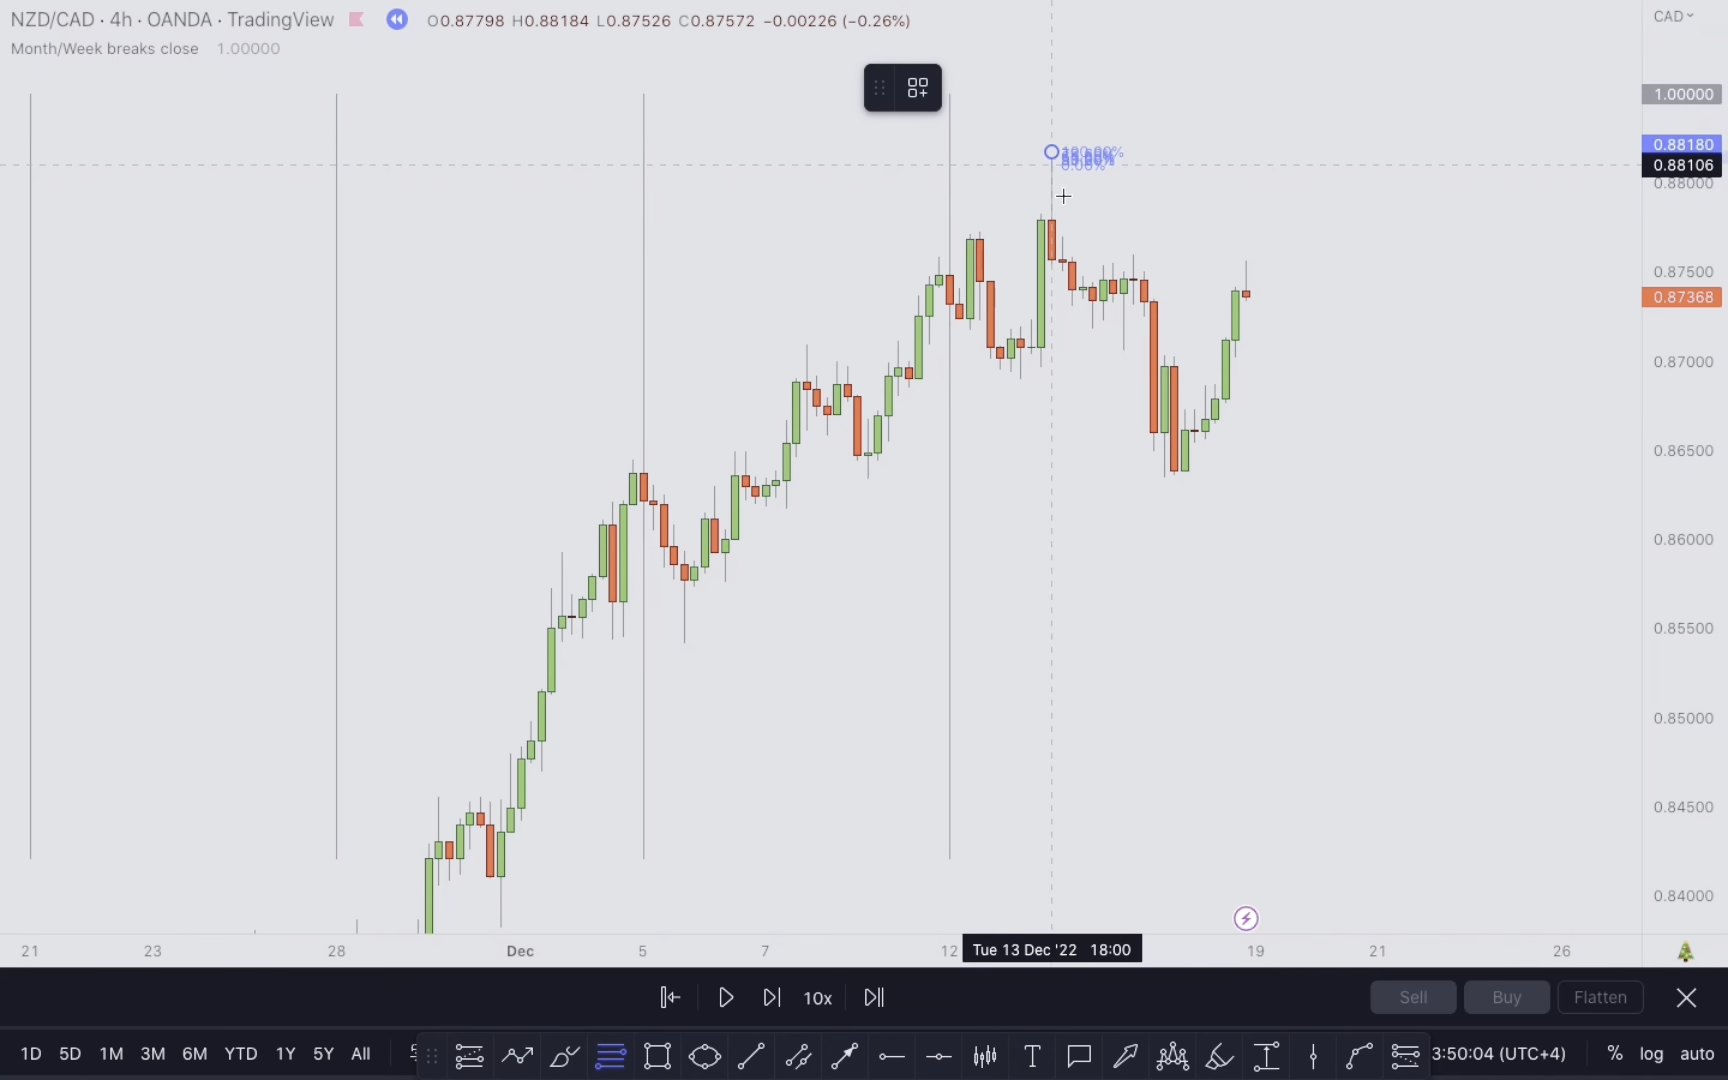 NZD/CAD · 4h · OANDA · TradingView O0.87798 H0.88184 L0.87526 C0.87572 −0.00226 (−0.26%)
Month/Week breaks close 1.00000
CAD
1.00000
0.88180
0.88106
0.88000
0.87500
0.87368
0.87000
0.86500
0.86000
0.85500
0.85000
0.84500
0.84000
0.00%
21 23 28 Dec 5 7 12 Tue 13 Dec '22 18:00 19 21 26
10x
Sell Buy Flatten
1D 5D 1M 3M 6M YTD 1Y 5Y All T 3:50:04 (UTC+4) % log auto